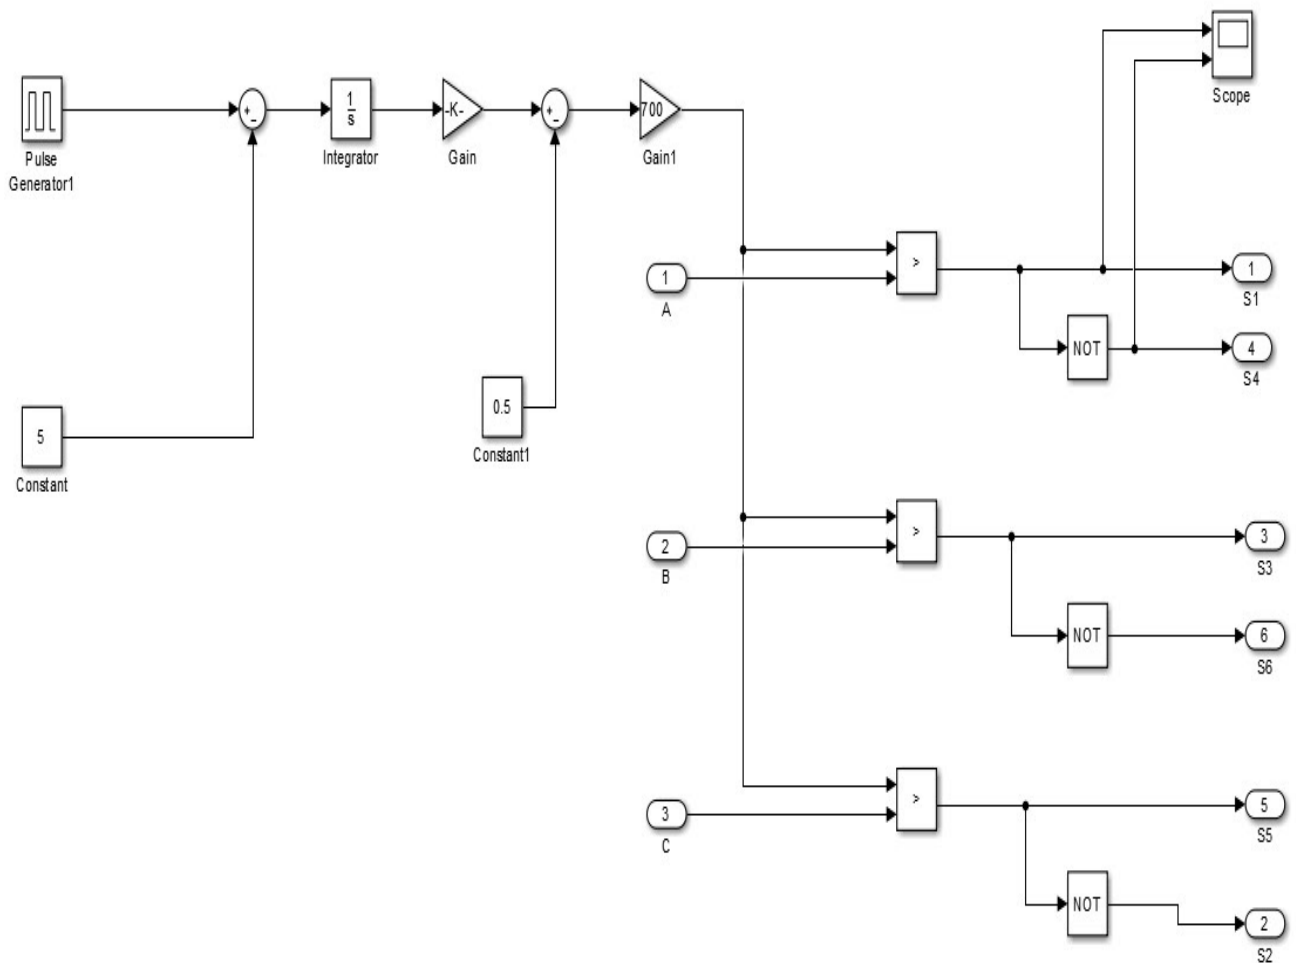 Pulse
Generator1
+
-
1
s
Integrator
-K-
Gain
+
-
700
Gain1
Scope
5
Constant
0.5
Constant1
1
A
>
1
S1
NOT
4
S4
2
B
>
3
S3
NOT
6
S6
3
C
>
5
S5
NOT
2
S2